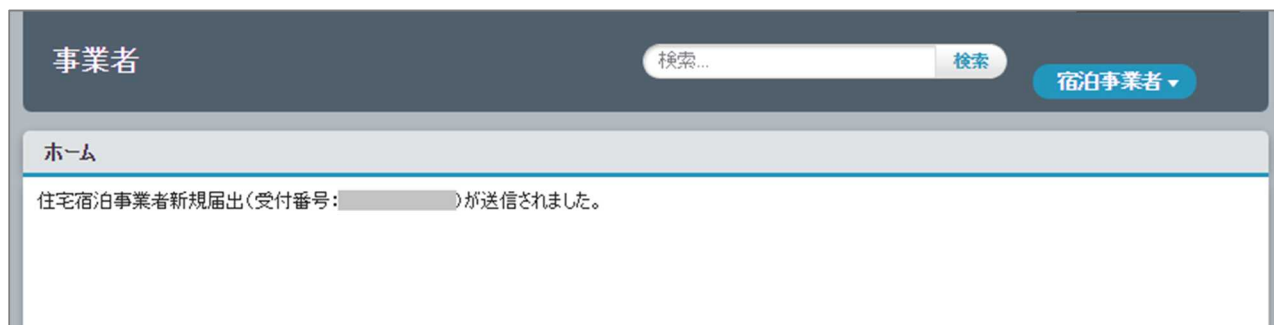 事業者
検索...
検索
宿泊事業者
ホーム
住宅宿泊事業者新規届出(受付番号: )が送信されました。